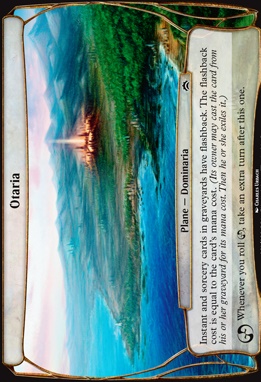 Otaria
Plane — Dominaria
Instant and sorcery cards in graveyards have flashback. The flashback
cost is equal to the card's mana cost. (Its owner may cast the card from
his or her graveyard for its mana cost. Then he or she exiles it.)
Whenever you roll , take an extra turn after this one.
Charles Urbach